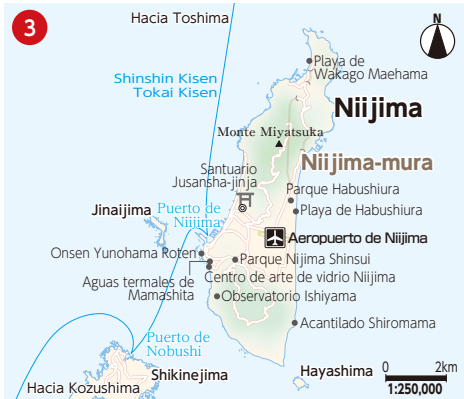 3
Hacia Toshima
N
Shinshin Kisen
Tokai Kisen
Playa de
Wakago Maehama
Niijima
Monte Miyatsuka
Niijima-mura
Santuario
Jusansha-jinja
Parque Habushiura
Jinaijima
Puerto de
Niijima
Playa de Habushiura
Aeropuerto de Niijima
Onsen Yunohama Roten
Parque Nijima Shinsui
Centro de arte de vidrio Niijima
Aguas termales de
Mamashita
Observatorio Ishiyama
Acantilado Shiromama
Puerto de
Nobushi
Shikinejima
Hayashima
Hacia Kozushima
0 2km
1:250,000